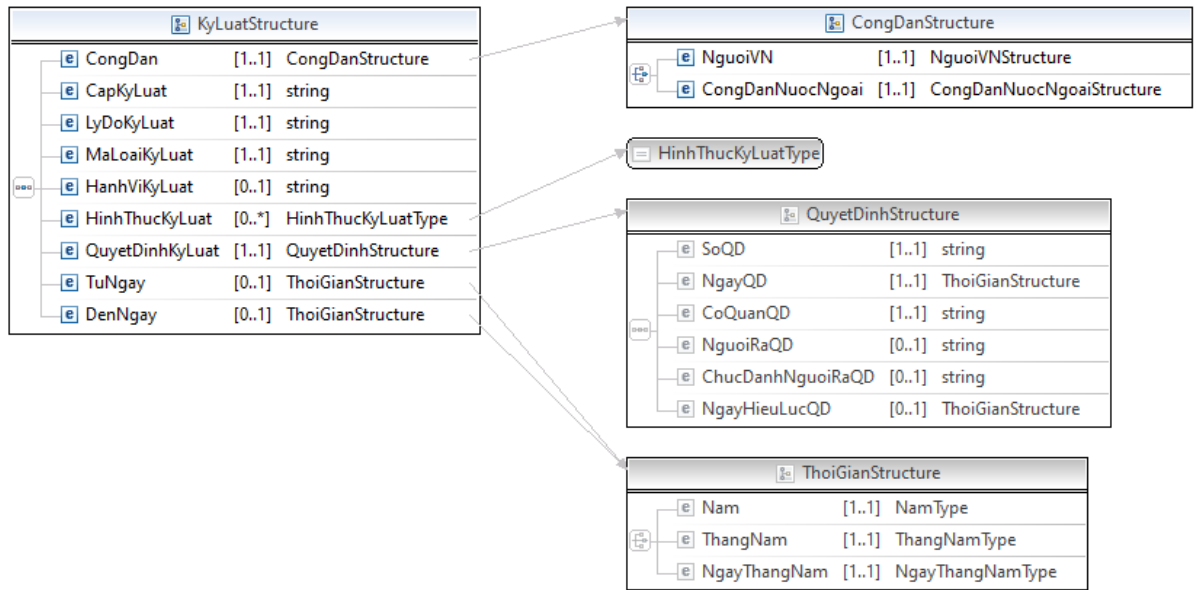 KyLuatStructure
e CongDan [1..1] CongDanStructure
e CapKyLuat [1..1] string
e LyDoKyLuat [1..1] string
e MaLoaiKyLuat [1..1] string
e HanhViKyLuat [0..1] string
e HinhThucKyLuat [0..*] HinhThucKyLuatType
e QuyetDinhKyLuat [1..1] QuyetDinhStructure
e TuNgay [0..1] ThoiGianStructure
e DenNgay [0..1] ThoiGianStructure
CongDanStructure
e NguoiVN [1..1] NguoiVNStructure
e CongDanNuocNgoai [1..1] CongDanNuocNgoaiStructure
HinhThucKyLuatType
QuyetDinhStructure
e SoQD [1..1] string
e NgayQD [1..1] ThoiGianStructure
e CoQuanQD [1..1] string
e NguoiRaQD [0..1] string
e ChucDanhNguoiRaQD [0..1] string
e NgayHieuLucQD [0..1] ThoiGianStructure
ThoiGianStructure
e Nam [1..1] NamType
e ThangNam [1..1] ThangNamType
e NgayThangNam [1..1] NgayThangNamType